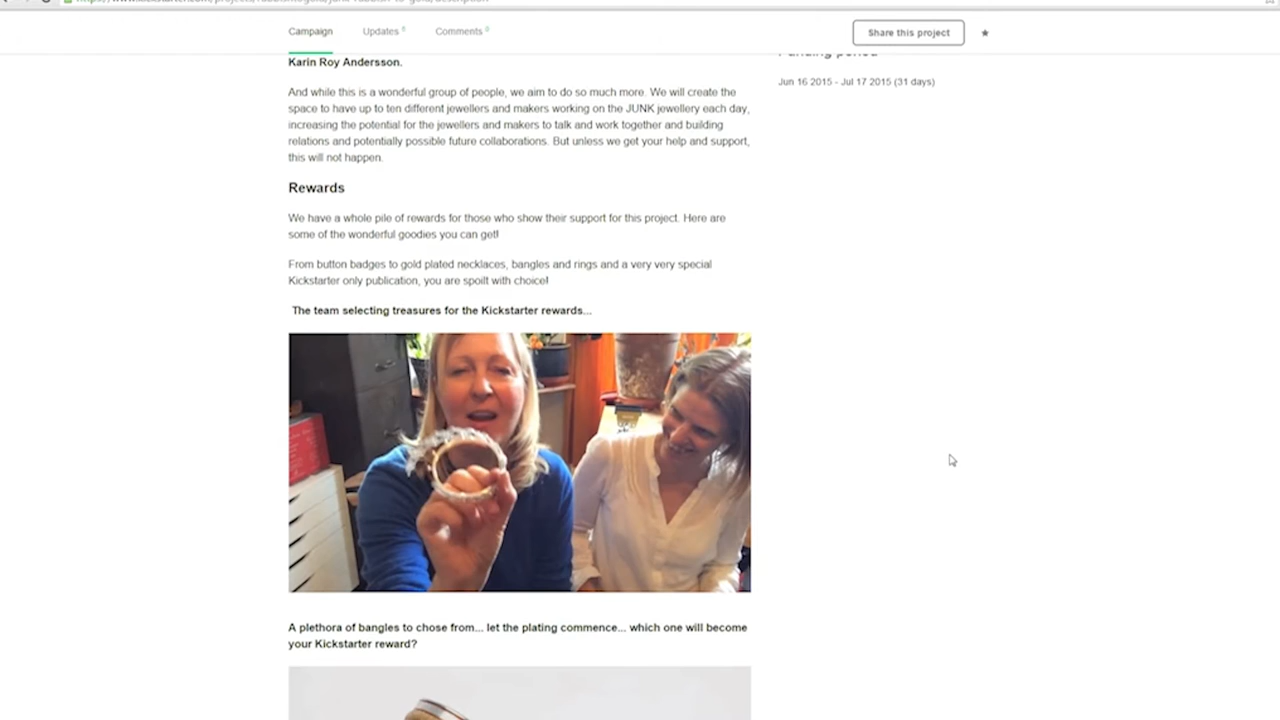 Campaign
Updates 0
Comments 0
Share this project
Karin Roy Andersson.
Funding period
Jun 16 2015 - Jul 17 2015 (31 days)
And while this is a wonderful group of people, we aim to do so much more. We will create the
space to have up to ten different jewellers and makers working on the JUNK jewellery each day,
increasing the potential for the jewellers and makers to talk and work together and building
relations and potentially possible future collaborations. But unless we get your help and support,
this will not happen.
Rewards
We have a whole pile of rewards for those who show their support for this project. Here are
some of the wonderful goodies you can get!
From button badges to gold plated necklaces, bangles and rings and a very very special
Kickstarter only publication, you are spoilt with choice!
The team selecting treasures for the Kickstarter rewards...
A plethora of bangles to chose from... let the plating commence... which one will become
your Kickstarter reward?